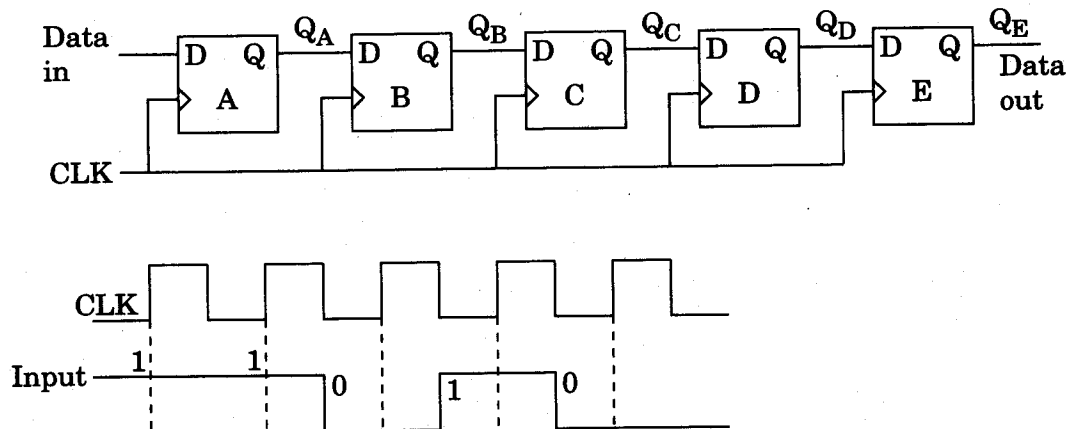 Data in
Q_A
Q_B
Q_C
Q_D
Q_E
D Q
D Q
D Q
D Q
D Q
A
B
C
D
E
Data out
CLK
CLK
Input
1 1 0 1 0